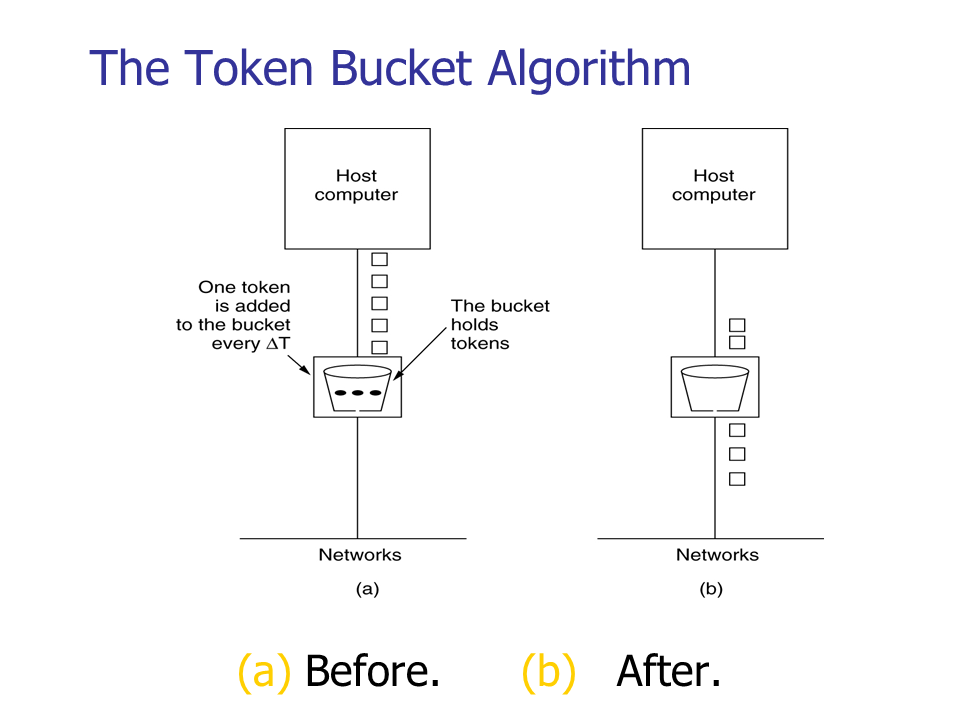 The Token Bucket Algorithm
Host
computer
One token
is added
to the bucket
every ΔT
The bucket
holds
tokens
Networks
(a)
Host
computer
Networks
(b)
(a) Before. (b) After.